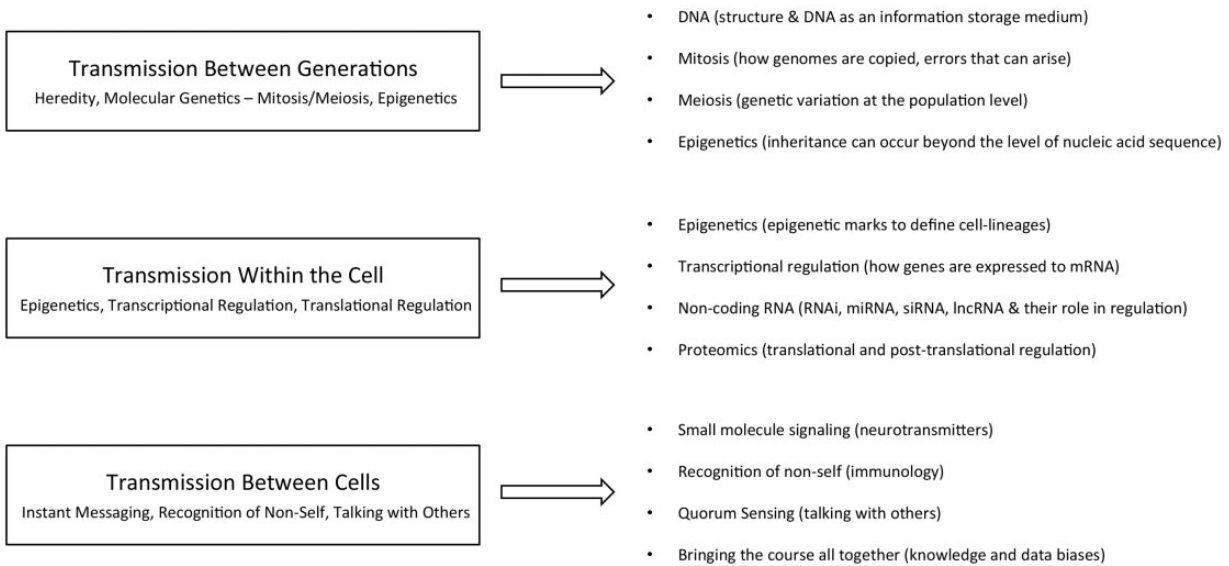 Transmission Between Generations
Heredity, Molecular Genetics – Mitosis/Meiosis, Epigenetics
• DNA (structure & DNA as an information storage medium)
• Mitosis (how genomes are copied, errors that can arise)
• Meiosis (genetic variation at the population level)
• Epigenetics (inheritance can occur beyond the level of nucleic acid sequence)
Transmission Within the Cell
Epigenetics, Transcriptional Regulation, Translational Regulation
• Epigenetics (epigenetic marks to define cell-lineages)
• Transcriptional regulation (how genes are expressed to mRNA)
• Non-coding RNA (RNAi, miRNA, siRNA, lncRNA & their role in regulation)
• Proteomics (translational and post-translational regulation)
Transmission Between Cells
Instant Messaging, Recognition of Non-Self, Talking with Others
• Small molecule signaling (neurotransmitters)
• Recognition of non-self (immunology)
• Quorum Sensing (talking with others)
• Bringing the course all together (knowledge and data biases)